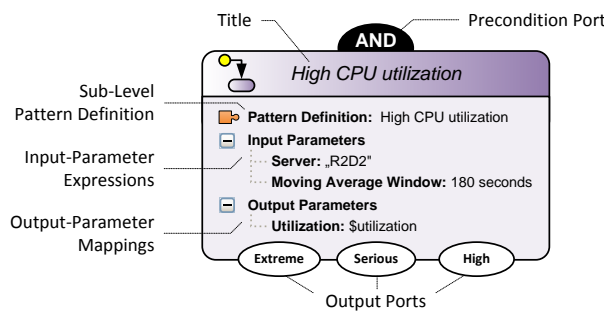 Title
Precondition Port
AND
High CPU utilization
Sub-Level
Pattern Definition
Pattern Definition: High CPU utilization
Input Parameters
Input-Parameter
Expressions
Server: „R2D2"
Moving Average Window: 180 seconds
Output Parameters
Output-Parameter
Mappings
Utilization: $utilization
Extreme
Serious
High
Output Ports